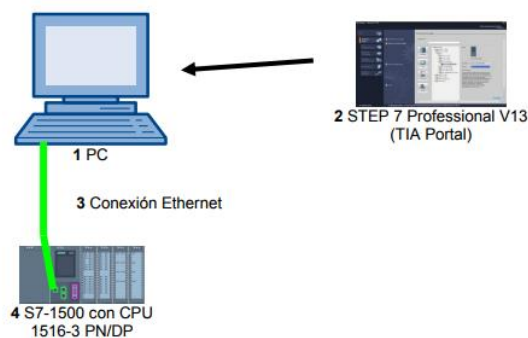 2 STEP 7 Professional V13
(TIA Portal)
1 PC
3 Conexión Ethernet
4 S7-1500 con CPU
1516-3 PN/DP